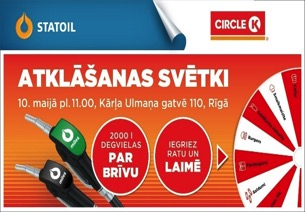 STATOIL
CIRCLE K
ATKLĀŠANAS SVĒTKI
10. maijā pl.11.00, Kārļa Ulmaņa gatvē 110, Rīgā
2000 l
DEGVIELAS
PAR
BRĪVU
IEGRIEZ
RATU UN
LAIMĒ